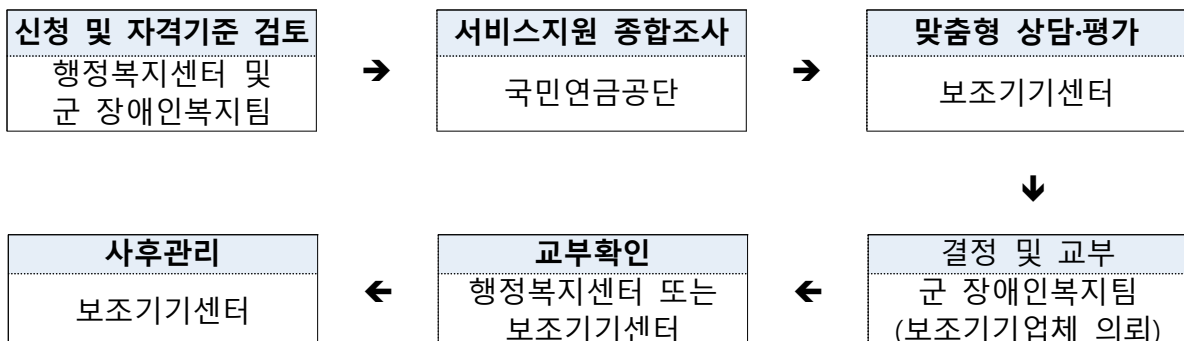 신청 및 자격기준 검토
행정복지센터 및
군 장애인복지팀
➔
서비스지원 종합조사
국민연금공단
➔
맞춤형 상담·평가
보조기기센터
🡻
결정 및 교부
군 장애인복지팀
(보조기기업체 의뢰)
🡸
교부확인
행정복지센터 또는
보조기기센터
🡸
사후관리
보조기기센터